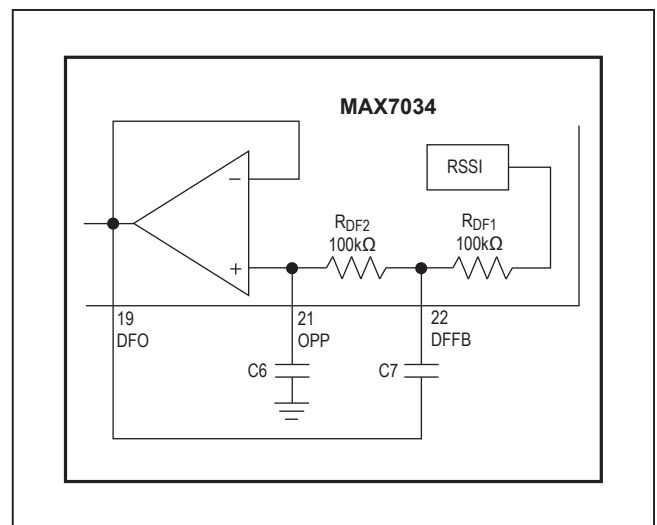 MAX7034
RSSI
−
RDF2
100kΩ
RDF1
100kΩ
+
19
DFO
21
OPP
22
DFFB
C6
C7